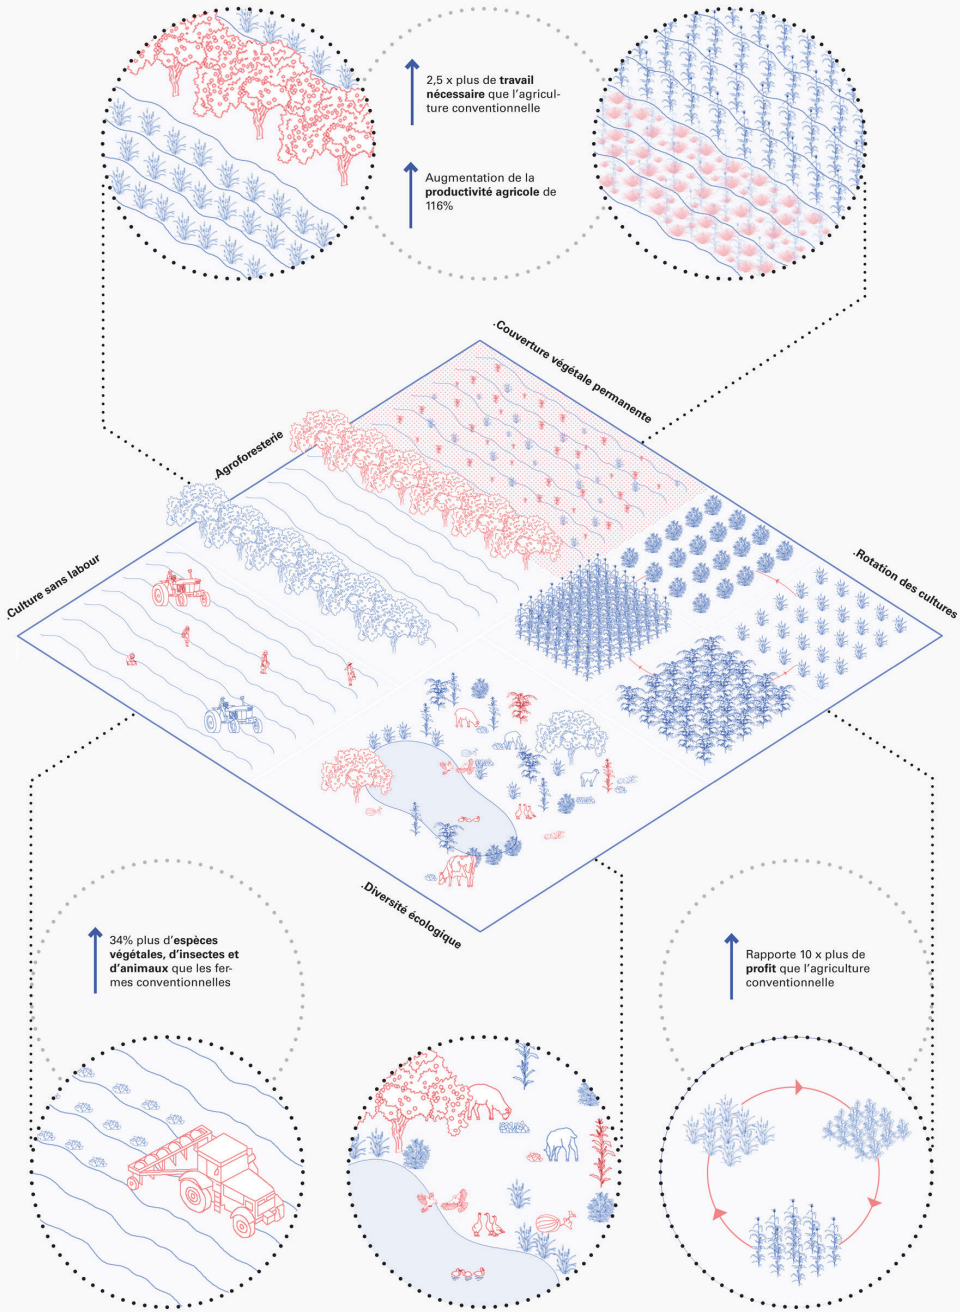 2,5 x plus de travail
nécessaire que l'agricul-
ture conventionnelle
Augmentation de la
productivité agricole de
116%
.Couverture végétale permanente
.Agroforesterie
.Culture sans labour
.Rotation des cultures
.Diversité écologique
34% plus d'espèces
végétales, d'insectes et
d'animaux que les fer-
mes conventionnelles
Rapporte 10 x plus de
profit que l'agriculture
conventionnelle